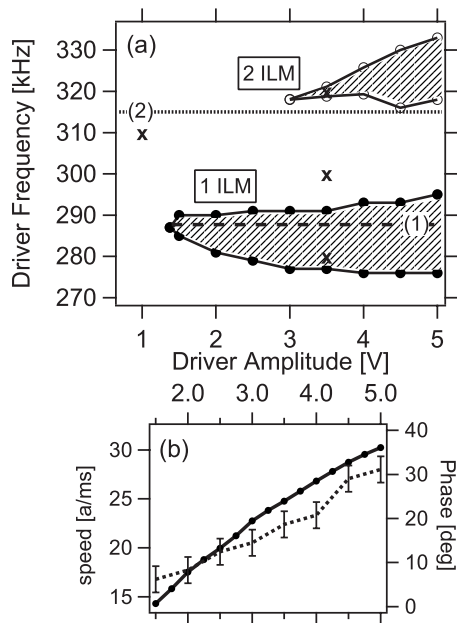 (a)
Driver Frequency [kHz]
330
320
310
300
290
280
270
2 ILM
(2)
x
x
x
1 ILM
(1)
x
1 2 3 4 5
Driver Amplitude [V]
2.0 3.0 4.0 5.0
(b)
speed [a/ms]
30
25
20
15
40
30
20
10
0
Phase [deg]